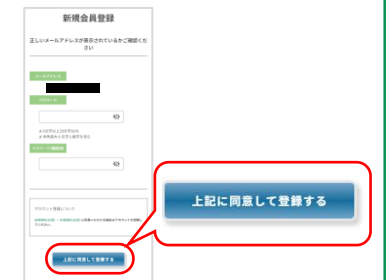 新規会員登録
正しいメールアドレスが表示されているかご確認くだ
さい
メールアドレス
パスワード
パスワード(確認用)
アカウント登録について
上記に同意して登録する
上記に同意して登録する